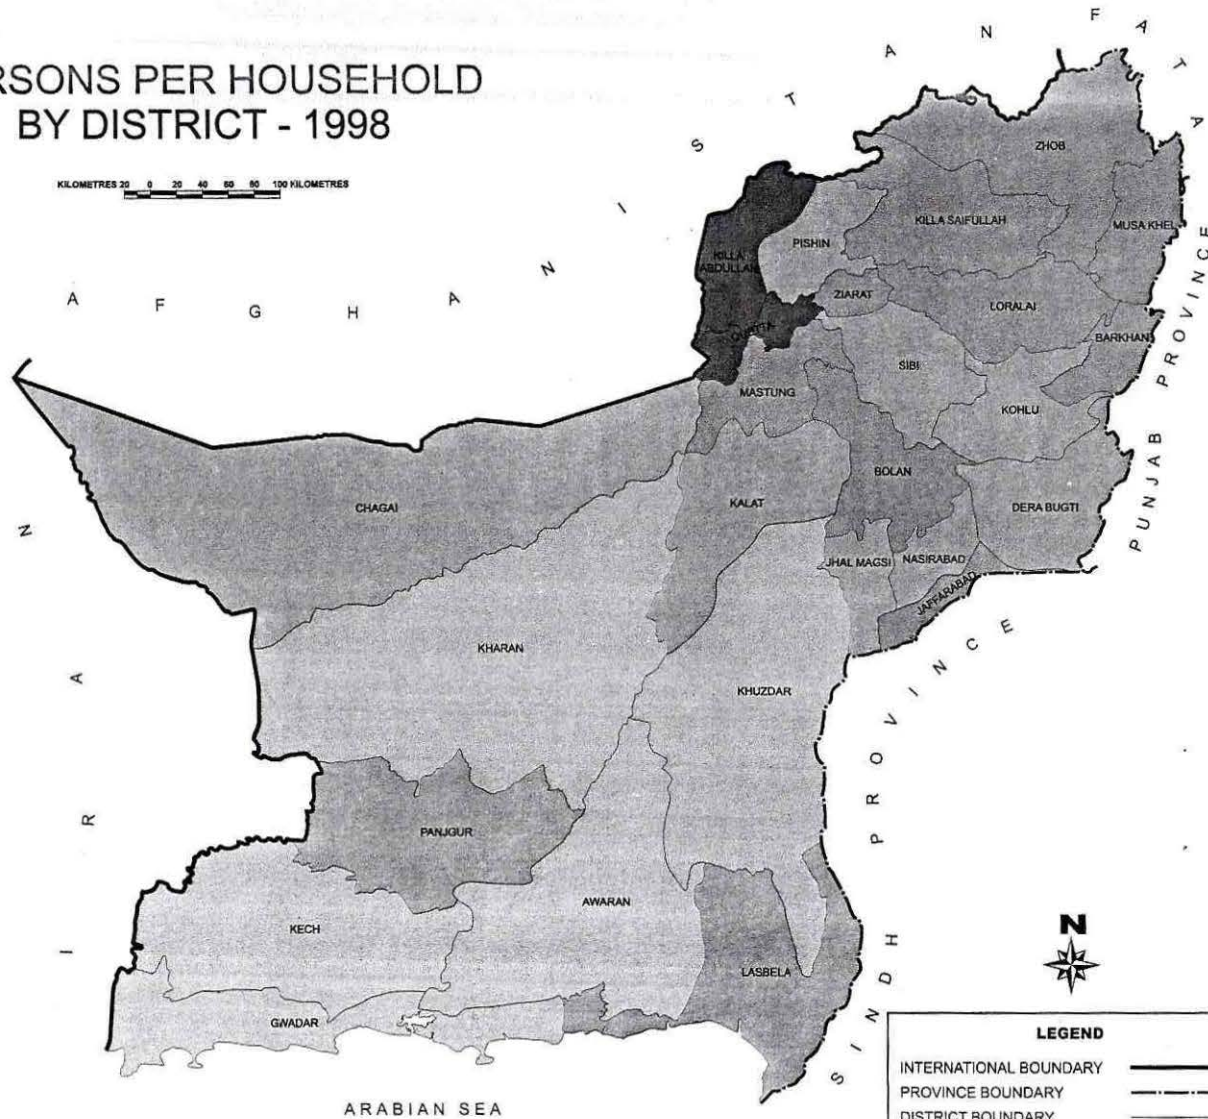 RSONS PER HOUSEHOLD
BY DISTRICT - 1998
KILOMETRES 20 0 20 40 60 80 100 KILOMETRES
AFGHANISTAN
FATA
ZHOB
KILLA SAIFULLAH
MUSA KHEL
PISHIN
KILLA
ABDULLAH
ZIARAT
LORALAI
QUETTA
BARKHAN
SIBI
MASTUNG
KOHLU
BOLAN
KALAT
CHAGAI
DERA BUGTI
JHAL MAGSI
NASIRABAD
JAFFARABAD
PUNJAB PROVINCE
KHARAN
KHUZDAR
SINDH PROVINCE
IRAN
PANJGUR
AWARAN
KECH
LASBELA
GWADAR
ARABIAN SEA
N
LEGEND
INTERNATIONAL BOUNDARY
PROVINCE BOUNDARY
DISTRICT BOUNDARY